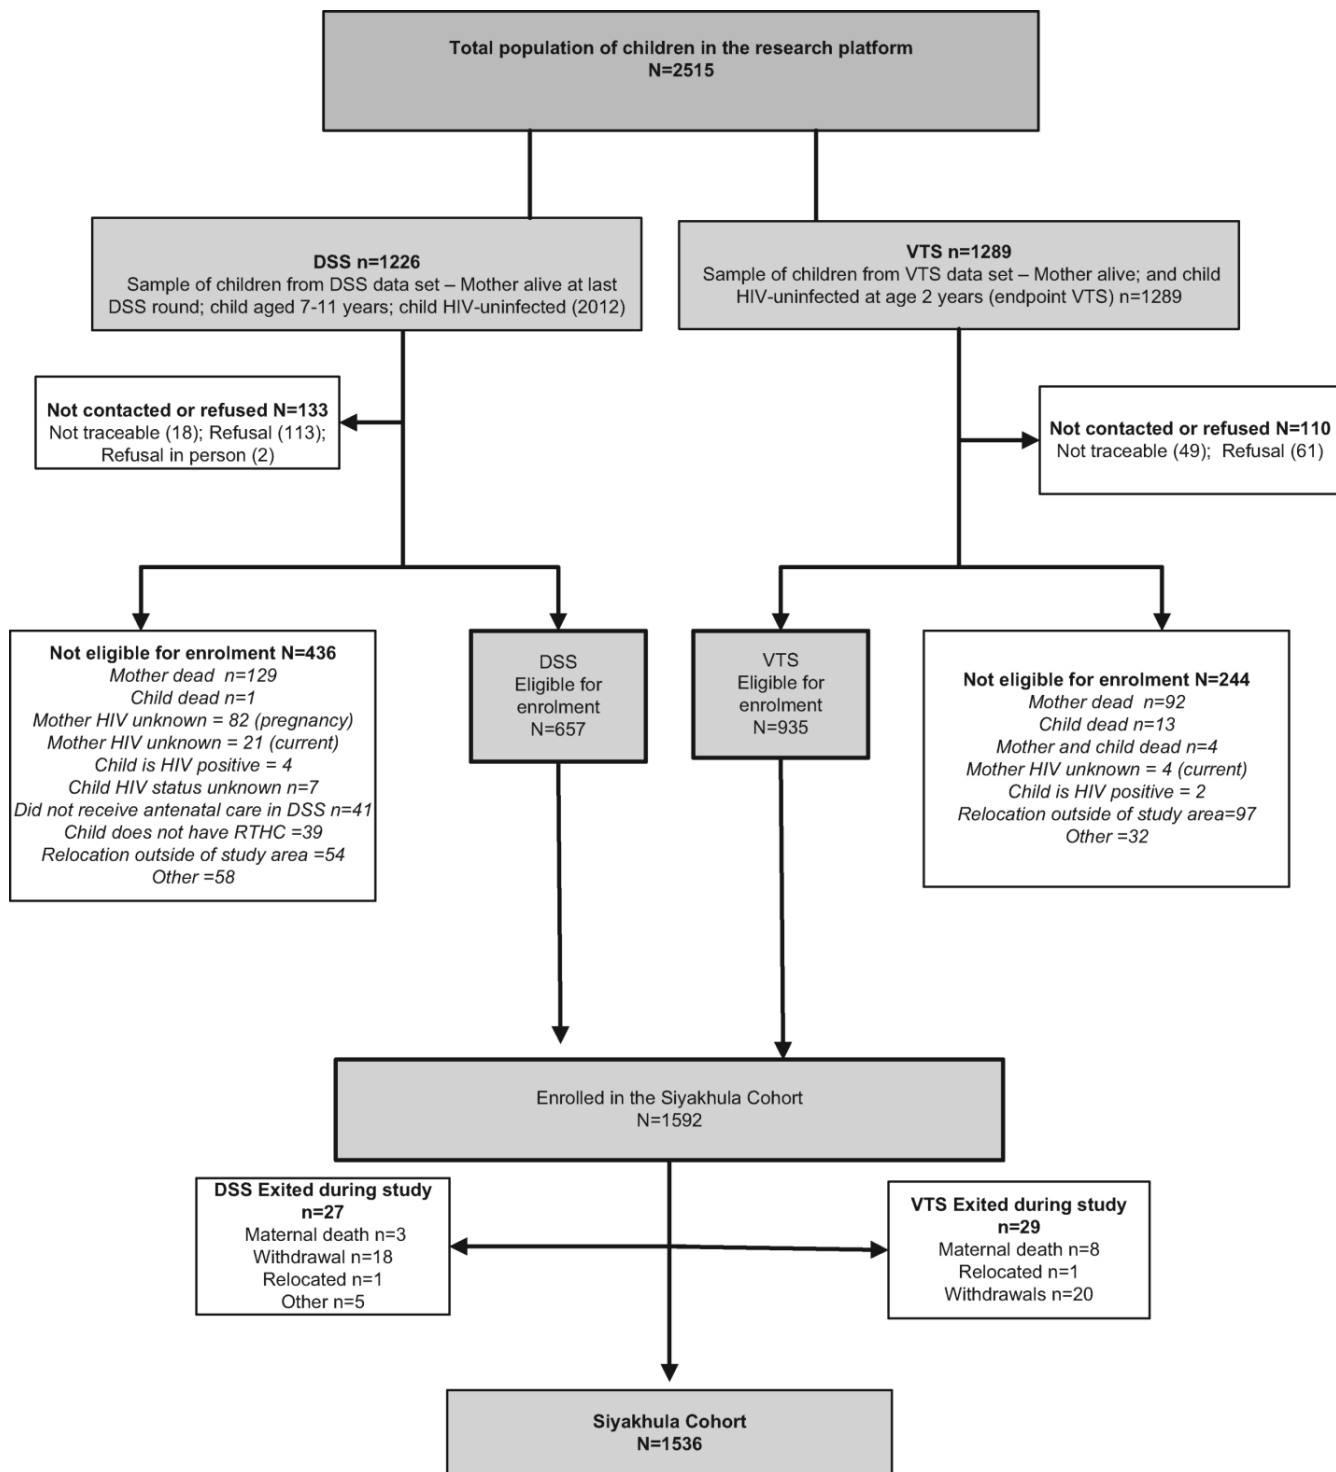 Total population of children in the research platform
N=2515
DSS n=1226
Sample of children from DSS data set – Mother alive at last
DSS round; child aged 7-11 years; child HIV-uninfected (2012)
VTS n=1289
Sample of children from VTS data set – Mother alive; and child
HIV-uninfected at age 2 years (endpoint VTS) n=1289
Not contacted or refused N=133
Not traceable (18); Refusal (113);
Refusal in person (2)
Not contacted or refused N=110
Not traceable (49);  Refusal (61)
Not eligible for enrolment N=436
Mother dead  n=129
Child dead n=1
Mother HIV unknown = 82 (pregnancy)
Mother HIV unknown = 21 (current)
Child is HIV positive = 4
Child HIV status unknown n=7
Did not receive antenatal care in DSS n=41
Child does not have RTHC =39
Relocation outside of study area =54
Other =58
DSS
Eligible for
enrolment
N=657
VTS
Eligible for
enrolment
N=935
Not eligible for enrolment N=244
Mother dead  n=92
Child dead n=13
Mother and child dead n=4
Mother HIV unknown = 4 (current)
Child is HIV positive = 2
Relocation outside of study area=97
Other =32
Enrolled in the Siyakhula Cohort
N=1592
DSS Exited during study
n=27
Maternal death n=3
Withdrawal n=18
Relocated n=1
Other n=5
VTS Exited during study
n=29
Maternal death n=8
Relocated n=1
Withdrawals n=20
Siyakhula Cohort
N=1536